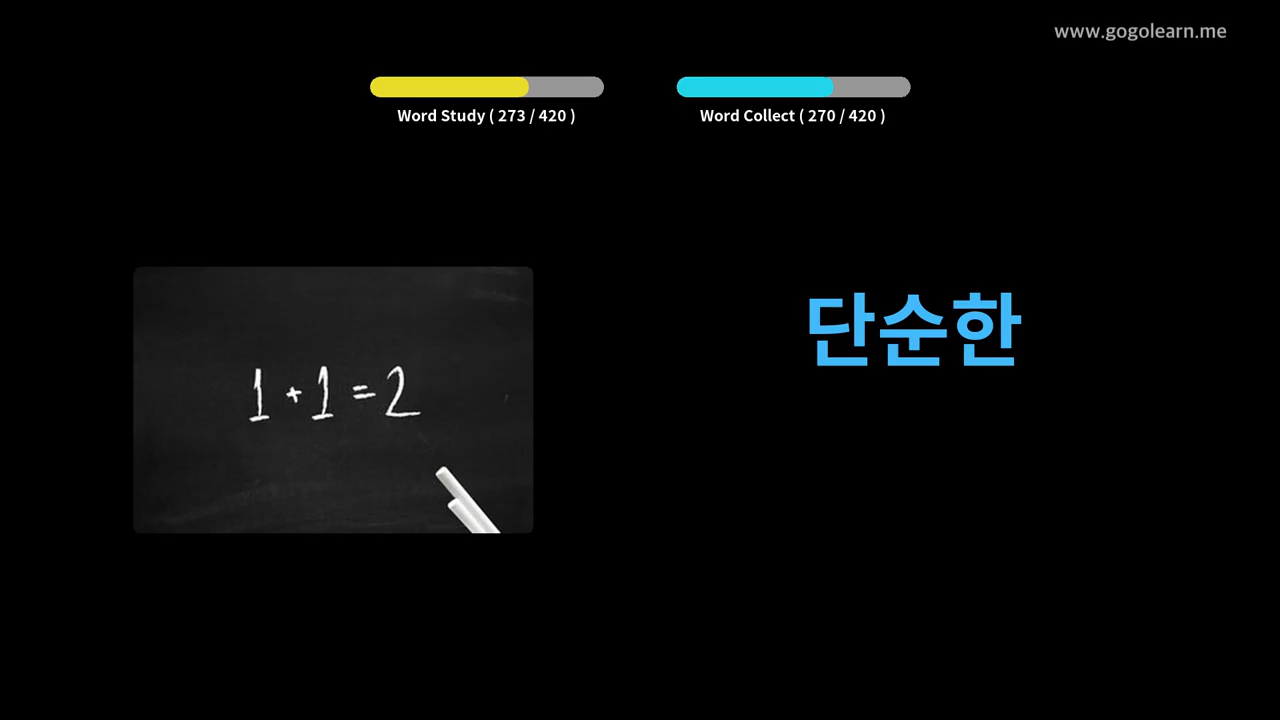 www.gogolearn.me
Word Study ( 273 / 420 )
Word Collect ( 270 / 420 )
1 + 1 = 2
단순한